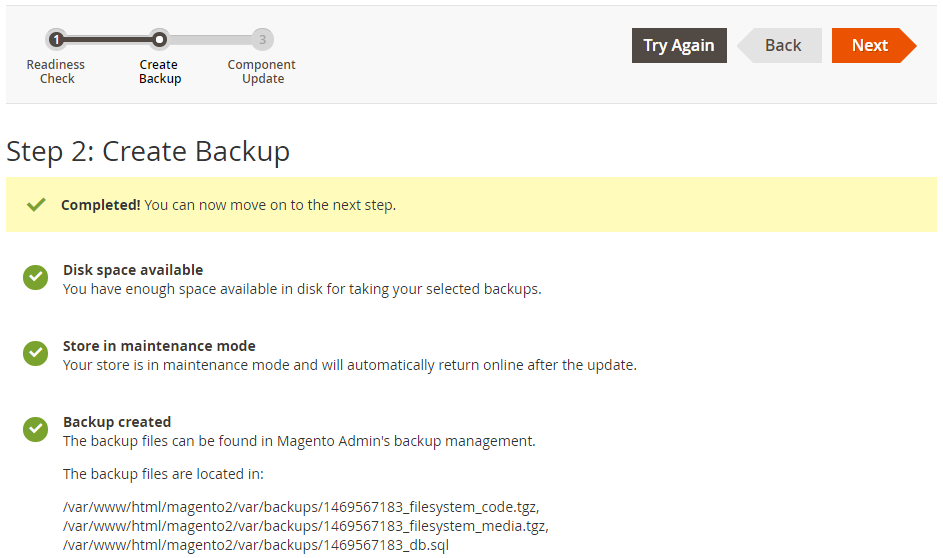 1
3
Readiness Check
Create Backup
Component Update
Try Again
Back
Next
Step 2: Create Backup
Completed! You can now move on to the next step.
Disk space available
You have enough space available in disk for taking your selected backups.
Store in maintenance mode
Your store is in maintenance mode and will automatically return online after the update.
Backup created
The backup files can be found in Magento Admin's backup management.
The backup files are located in:
/var/www/html/magento2/var/backups/1469567183_filesystem_code.tgz,
/var/www/html/magento2/var/backups/1469567183_filesystem_media.tgz,
/var/www/html/magento2/var/backups/1469567183_db.sql